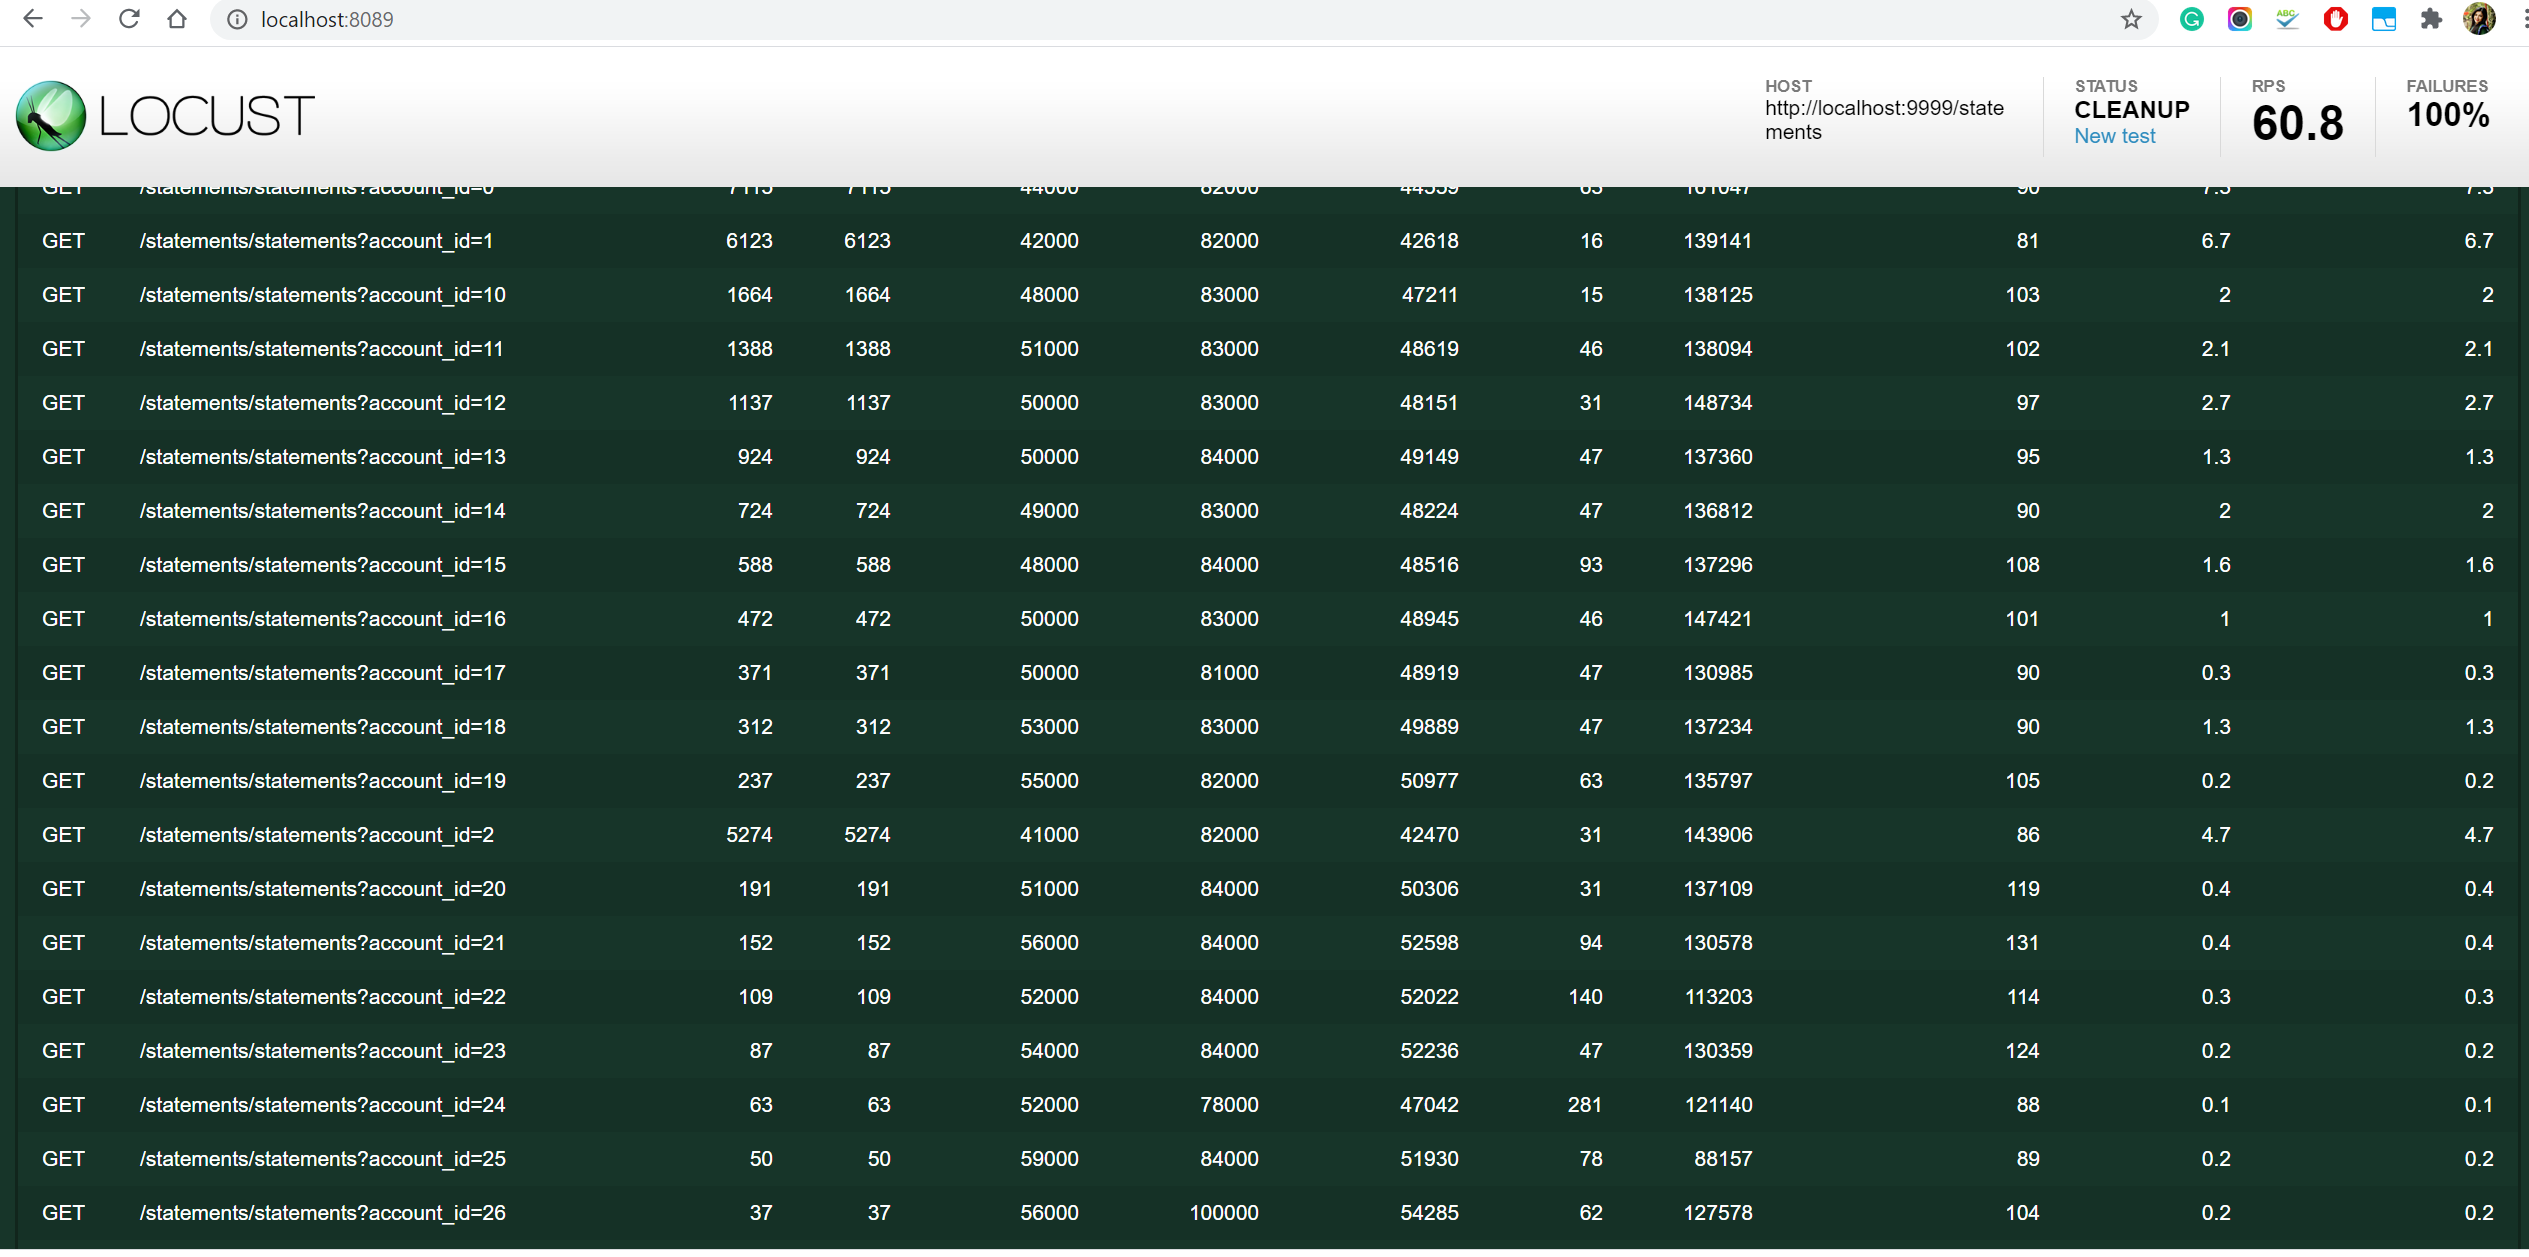 localhost:8089
ABC
LOCUST
HOST
http://localhost:9999/state
ments
STATUS
CLEANUP
New test
RPS
60.8
FAILURES
100%
GET /statements/statements?account_id=0 7115 7115 44000 82000 44559 63 161047 90 7.3 7.3
GET /statements/statements?account_id=1 6123 6123 42000 82000 42618 16 139141 81 6.7 6.7
GET /statements/statements?account_id=10 1664 1664 48000 83000 47211 15 138125 103 2 2
GET /statements/statements?account_id=11 1388 1388 51000 83000 48619 46 138094 102 2.1 2.1
GET /statements/statements?account_id=12 1137 1137 50000 83000 48151 31 148734 97 2.7 2.7
GET /statements/statements?account_id=13 924 924 50000 84000 49149 47 137360 95 1.3 1.3
GET /statements/statements?account_id=14 724 724 49000 83000 48224 47 136812 90 2 2
GET /statements/statements?account_id=15 588 588 48000 84000 48516 93 137296 108 1.6 1.6
GET /statements/statements?account_id=16 472 472 50000 83000 48945 46 147421 101 1 1
GET /statements/statements?account_id=17 371 371 50000 81000 48919 47 130985 90 0.3 0.3
GET /statements/statements?account_id=18 312 312 53000 83000 49889 47 137234 90 1.3 1.3
GET /statements/statements?account_id=19 237 237 55000 82000 50977 63 135797 105 0.2 0.2
GET /statements/statements?account_id=2 5274 5274 41000 82000 42470 31 143906 86 4.7 4.7
GET /statements/statements?account_id=20 191 191 51000 84000 50306 31 137109 119 0.4 0.4
GET /statements/statements?account_id=21 152 152 56000 84000 52598 94 130578 131 0.4 0.4
GET /statements/statements?account_id=22 109 109 52000 84000 52022 140 113203 114 0.3 0.3
GET /statements/statements?account_id=23 87 87 54000 84000 52236 47 130359 124 0.2 0.2
GET /statements/statements?account_id=24 63 63 52000 78000 47042 281 121140 88 0.1 0.1
GET /statements/statements?account_id=25 50 50 59000 84000 51930 78 88157 89 0.2 0.2
GET /statements/statements?account_id=26 37 37 56000 100000 54285 62 127578 104 0.2 0.2